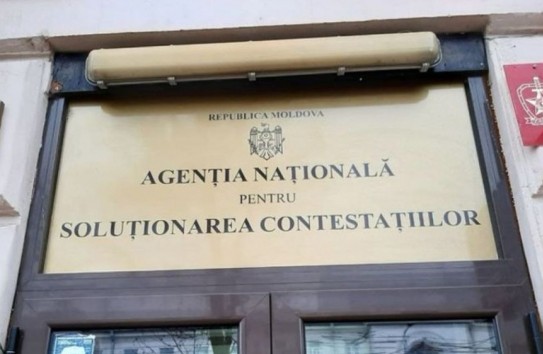 REPUBLICA MOLDOVA
AGENȚIA NAȚIONALĂ
PENTRU
SOLUȚIONAREA CONTESTAȚIILOR